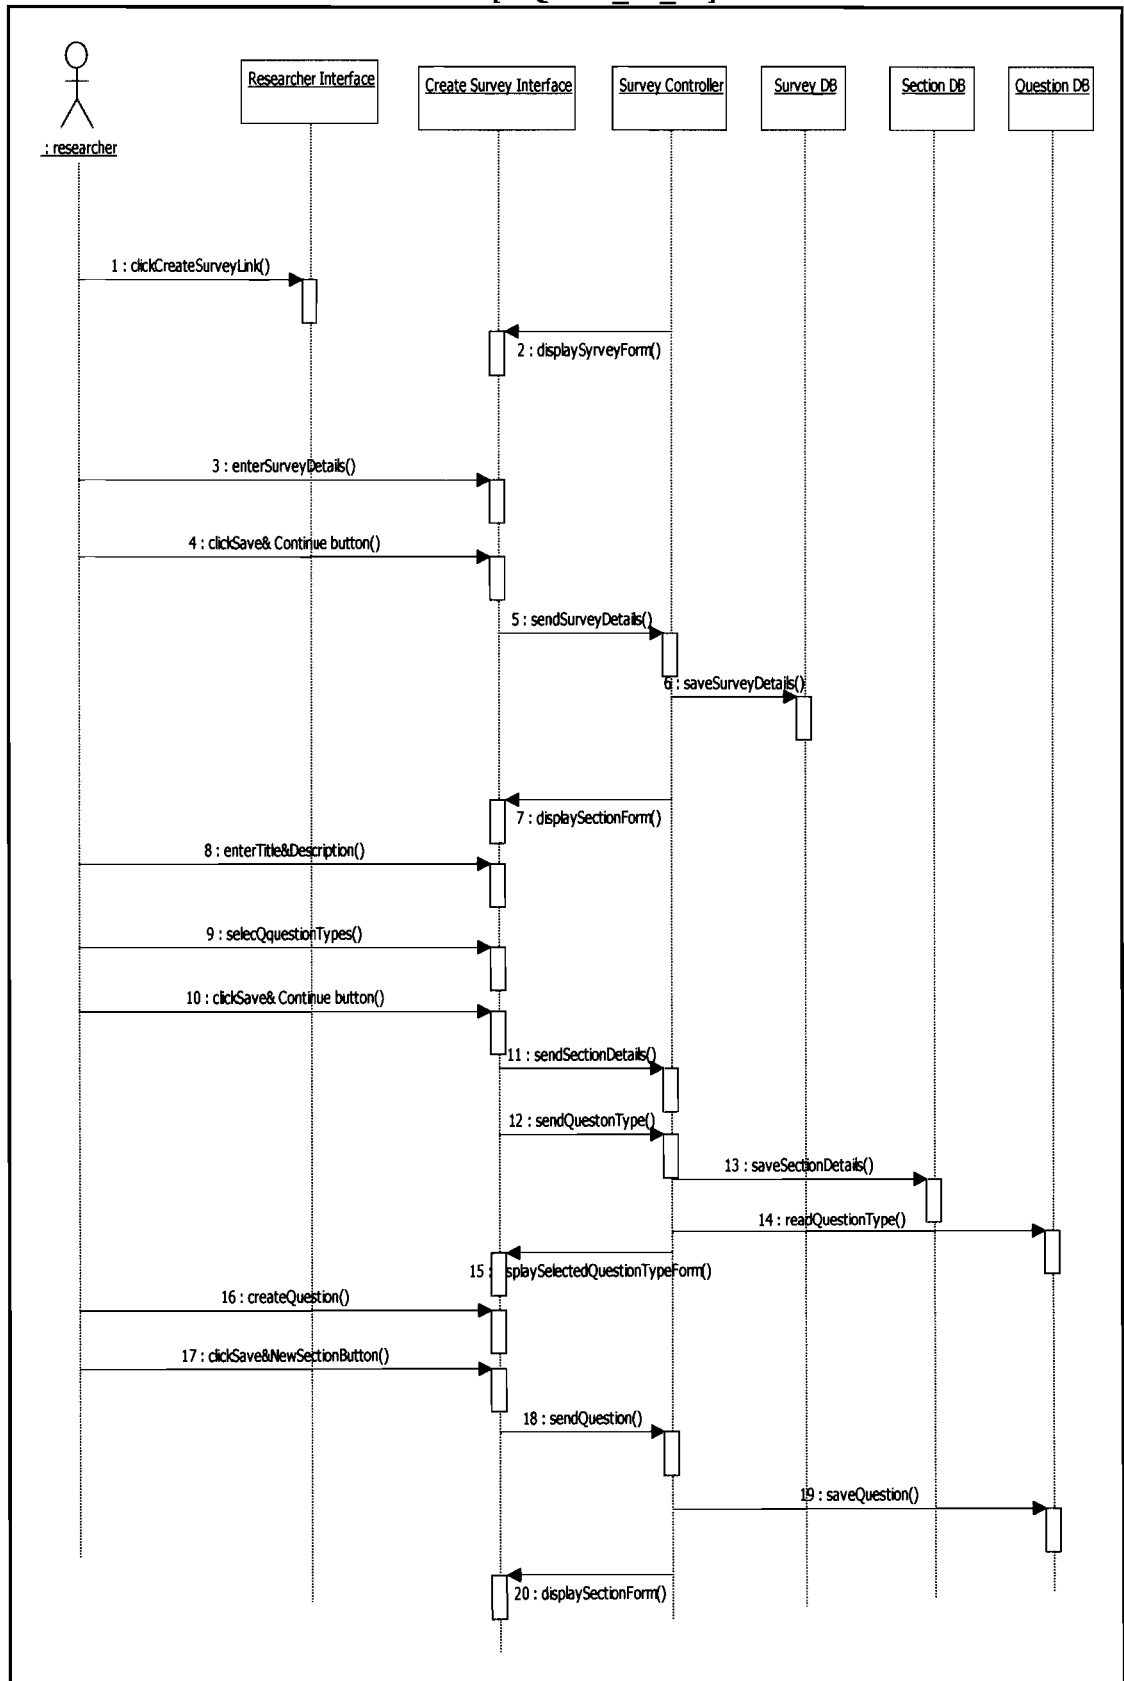 Researcher Interface
Create Survey Interface
Survey Controller
Survey DB
Section DB
Question DB
: researcher
1 : clickCreateSurveyLink()
2 : displaySyrveyForm()
3 : enterSurveyDetails()
4 : clickSave& Continue button()
5 : sendSurveyDetails()
6 : saveSurveyDetails()
7 : displaySectionForm()
8 : enterTitle&Description()
9 : selecQquestionTypes()
10 : clickSave& Continue button()
11 : sendSectionDetails()
12 : sendQuestonType()
13 : saveSectionDetails()
14 : readQuestionType()
15 : displaySelectedQuestionTypeForm()
16 : createQuestion()
17 : clickSave&NewSectionButton()
18 : sendQuestion()
19 : saveQuestion()
20 : displaySectionForm()